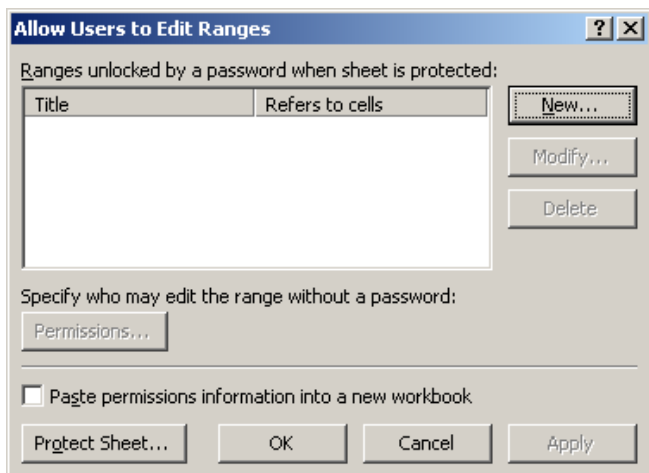 Allow Users to Edit Ranges
Ranges unlocked by a password when sheet is protected:
Title Refers to cells
New...
Modify...
Delete
Specify who may edit the range without a password:
Permissions...
Paste permissions information into a new workbook
Protect Sheet... OK Cancel Apply